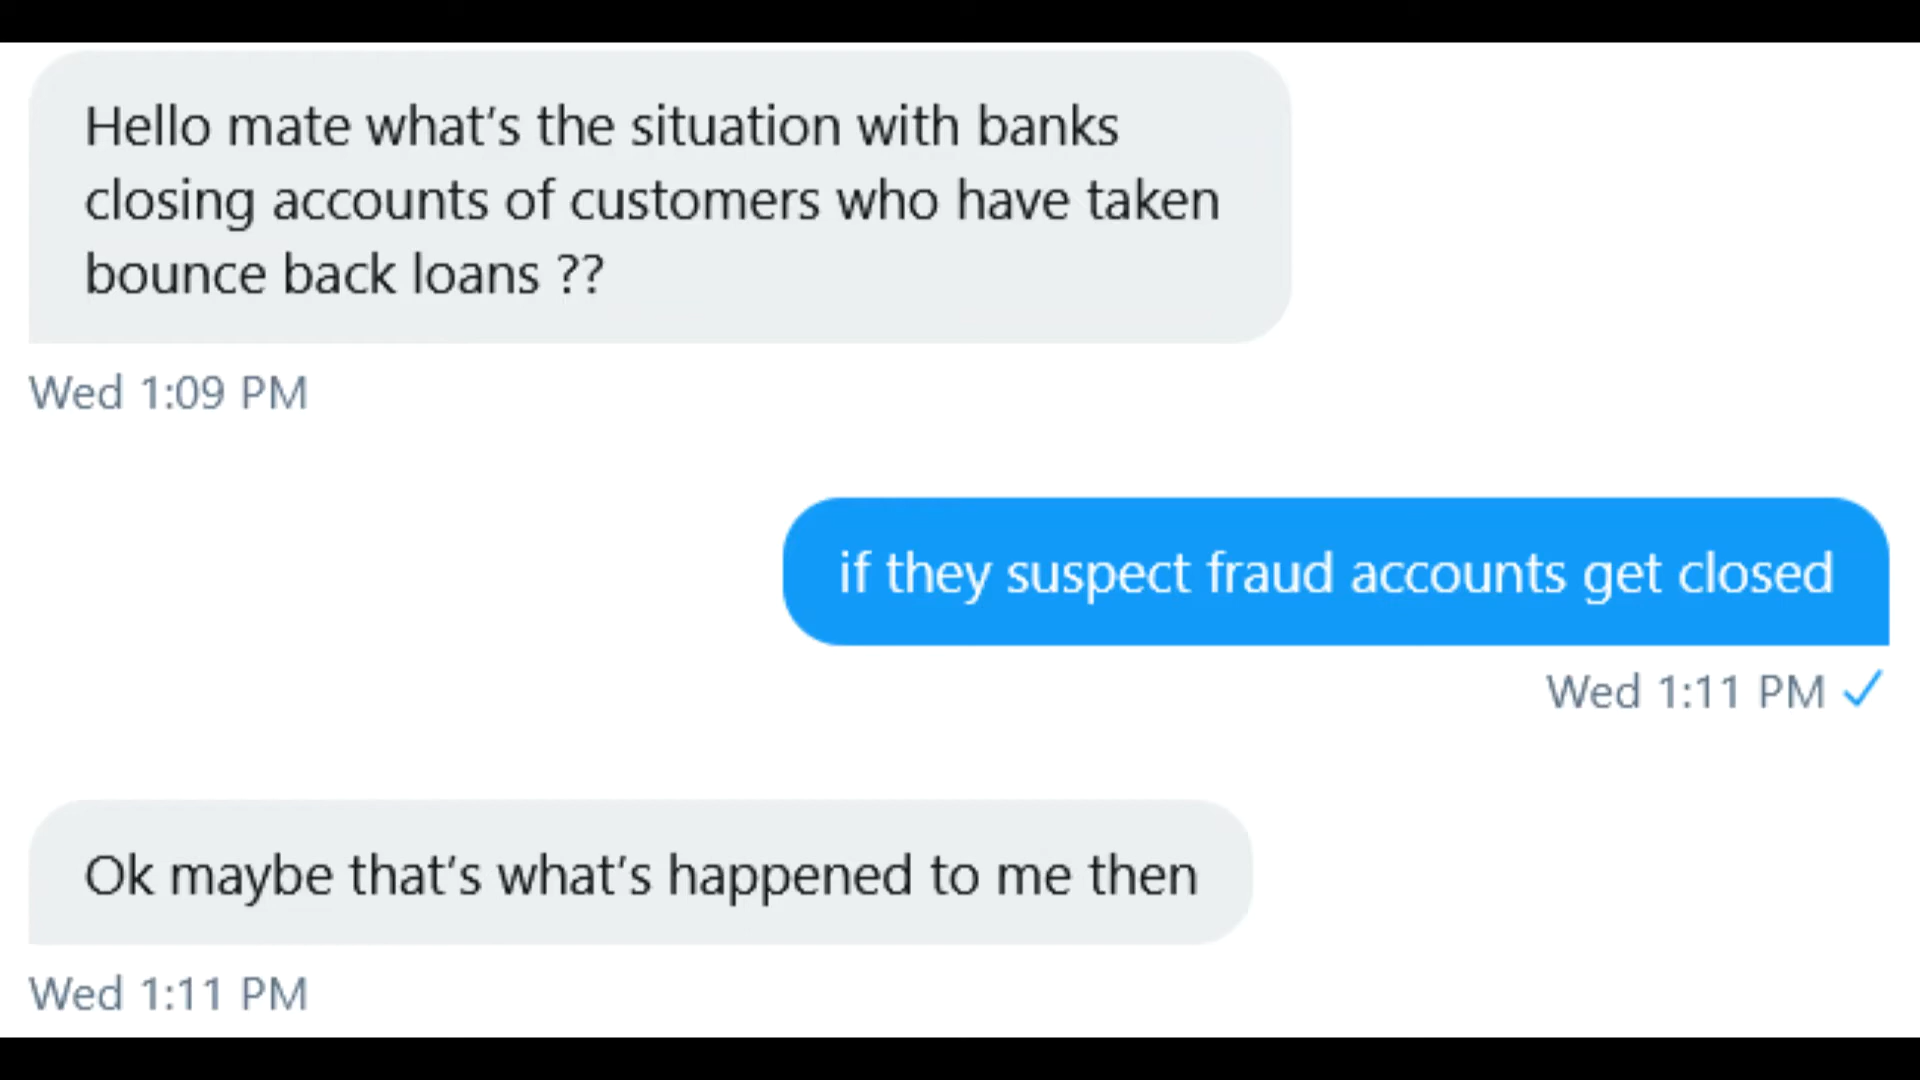 Hello mate what's the situation with banks
closing accounts of customers who have taken
bounce back loans ??
Wed 1:09 PM
if they suspect fraud accounts get closed
Wed 1:11 PM ✓
Ok maybe that's what's happened to me then
Wed 1:11 PM